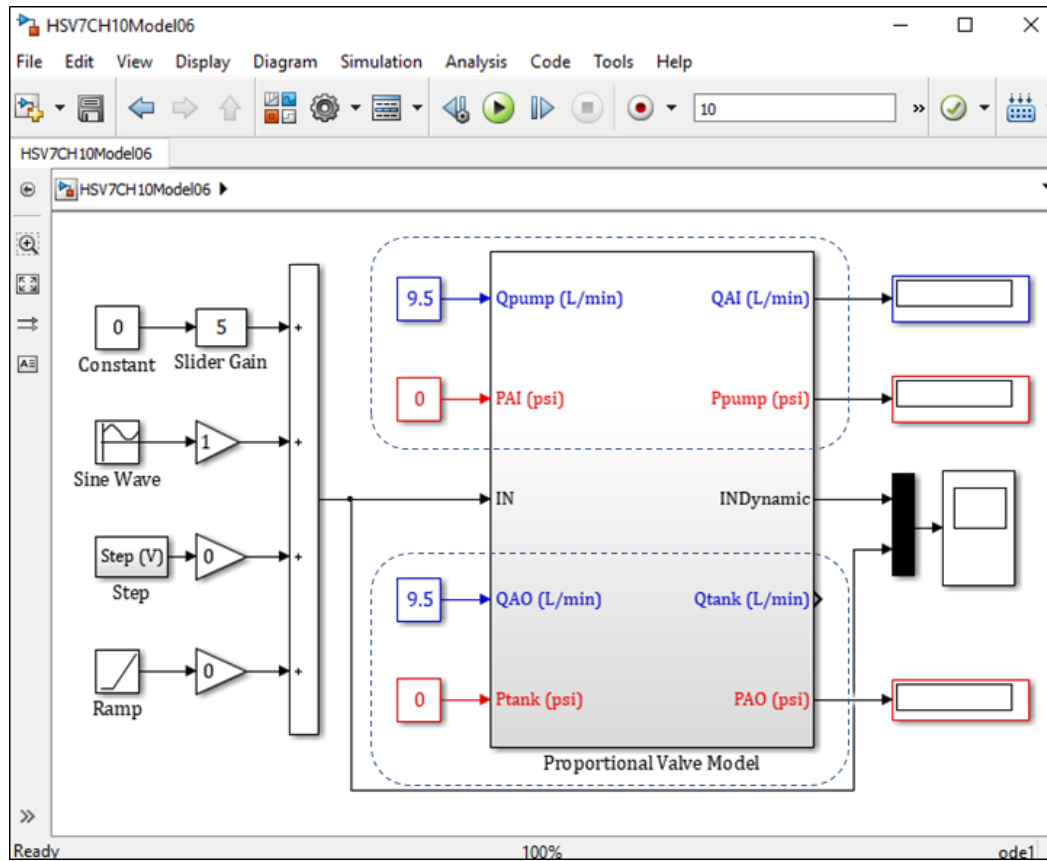 HSV7CH10Model06
File Edit View Display Diagram Simulation Analysis Code Tools Help
10
HSV7CH10Model06
HSV7CH10Model06
0
Constant
5
Slider Gain
+
9.5
Qpump (L/min)
QAI (L/min)
0
PAI (psi)
Ppump (psi)
Sine Wave
1
+
IN
INDynamic
Step (V)
Step
0
+
9.5
QAO (L/min)
Qtank (L/min)
Ramp
0
+
0
Ptank (psi)
PAO (psi)
Proportional Valve Model
Ready 100% ode1